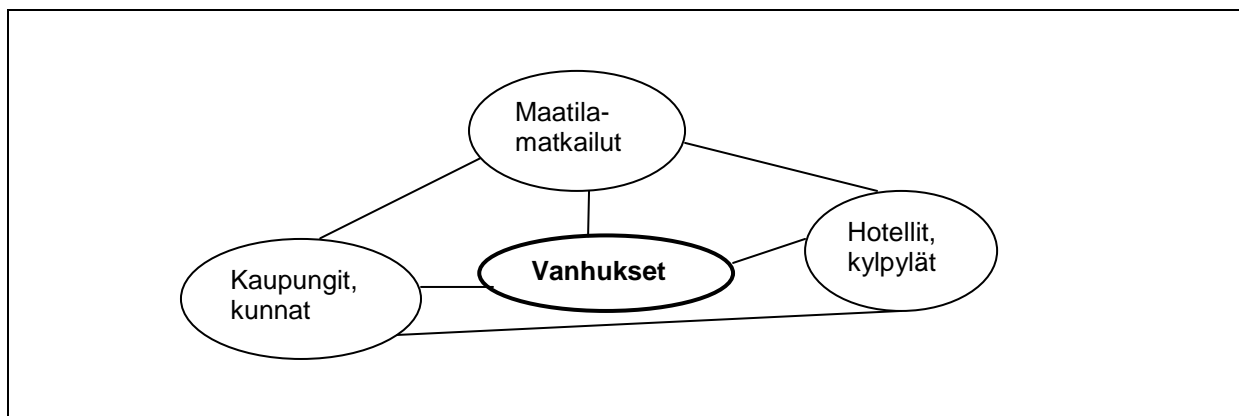 Maatila-
matkailut
Hotellit,
kylpylät
Vanhukset
Kaupungit,
kunnat